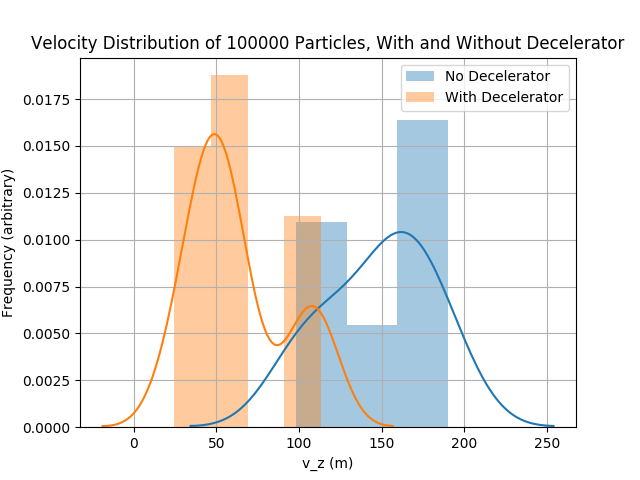 Velocity Distribution of 100000 Particles, With and Without Decelerator
No Decelerator
With Decelerator
Frequency (arbitrary)
0.0175
0.0150
0.0125
0.0100
0.0075
0.0050
0.0025
0.0000
0 50 100 150 200 250
v_z (m)